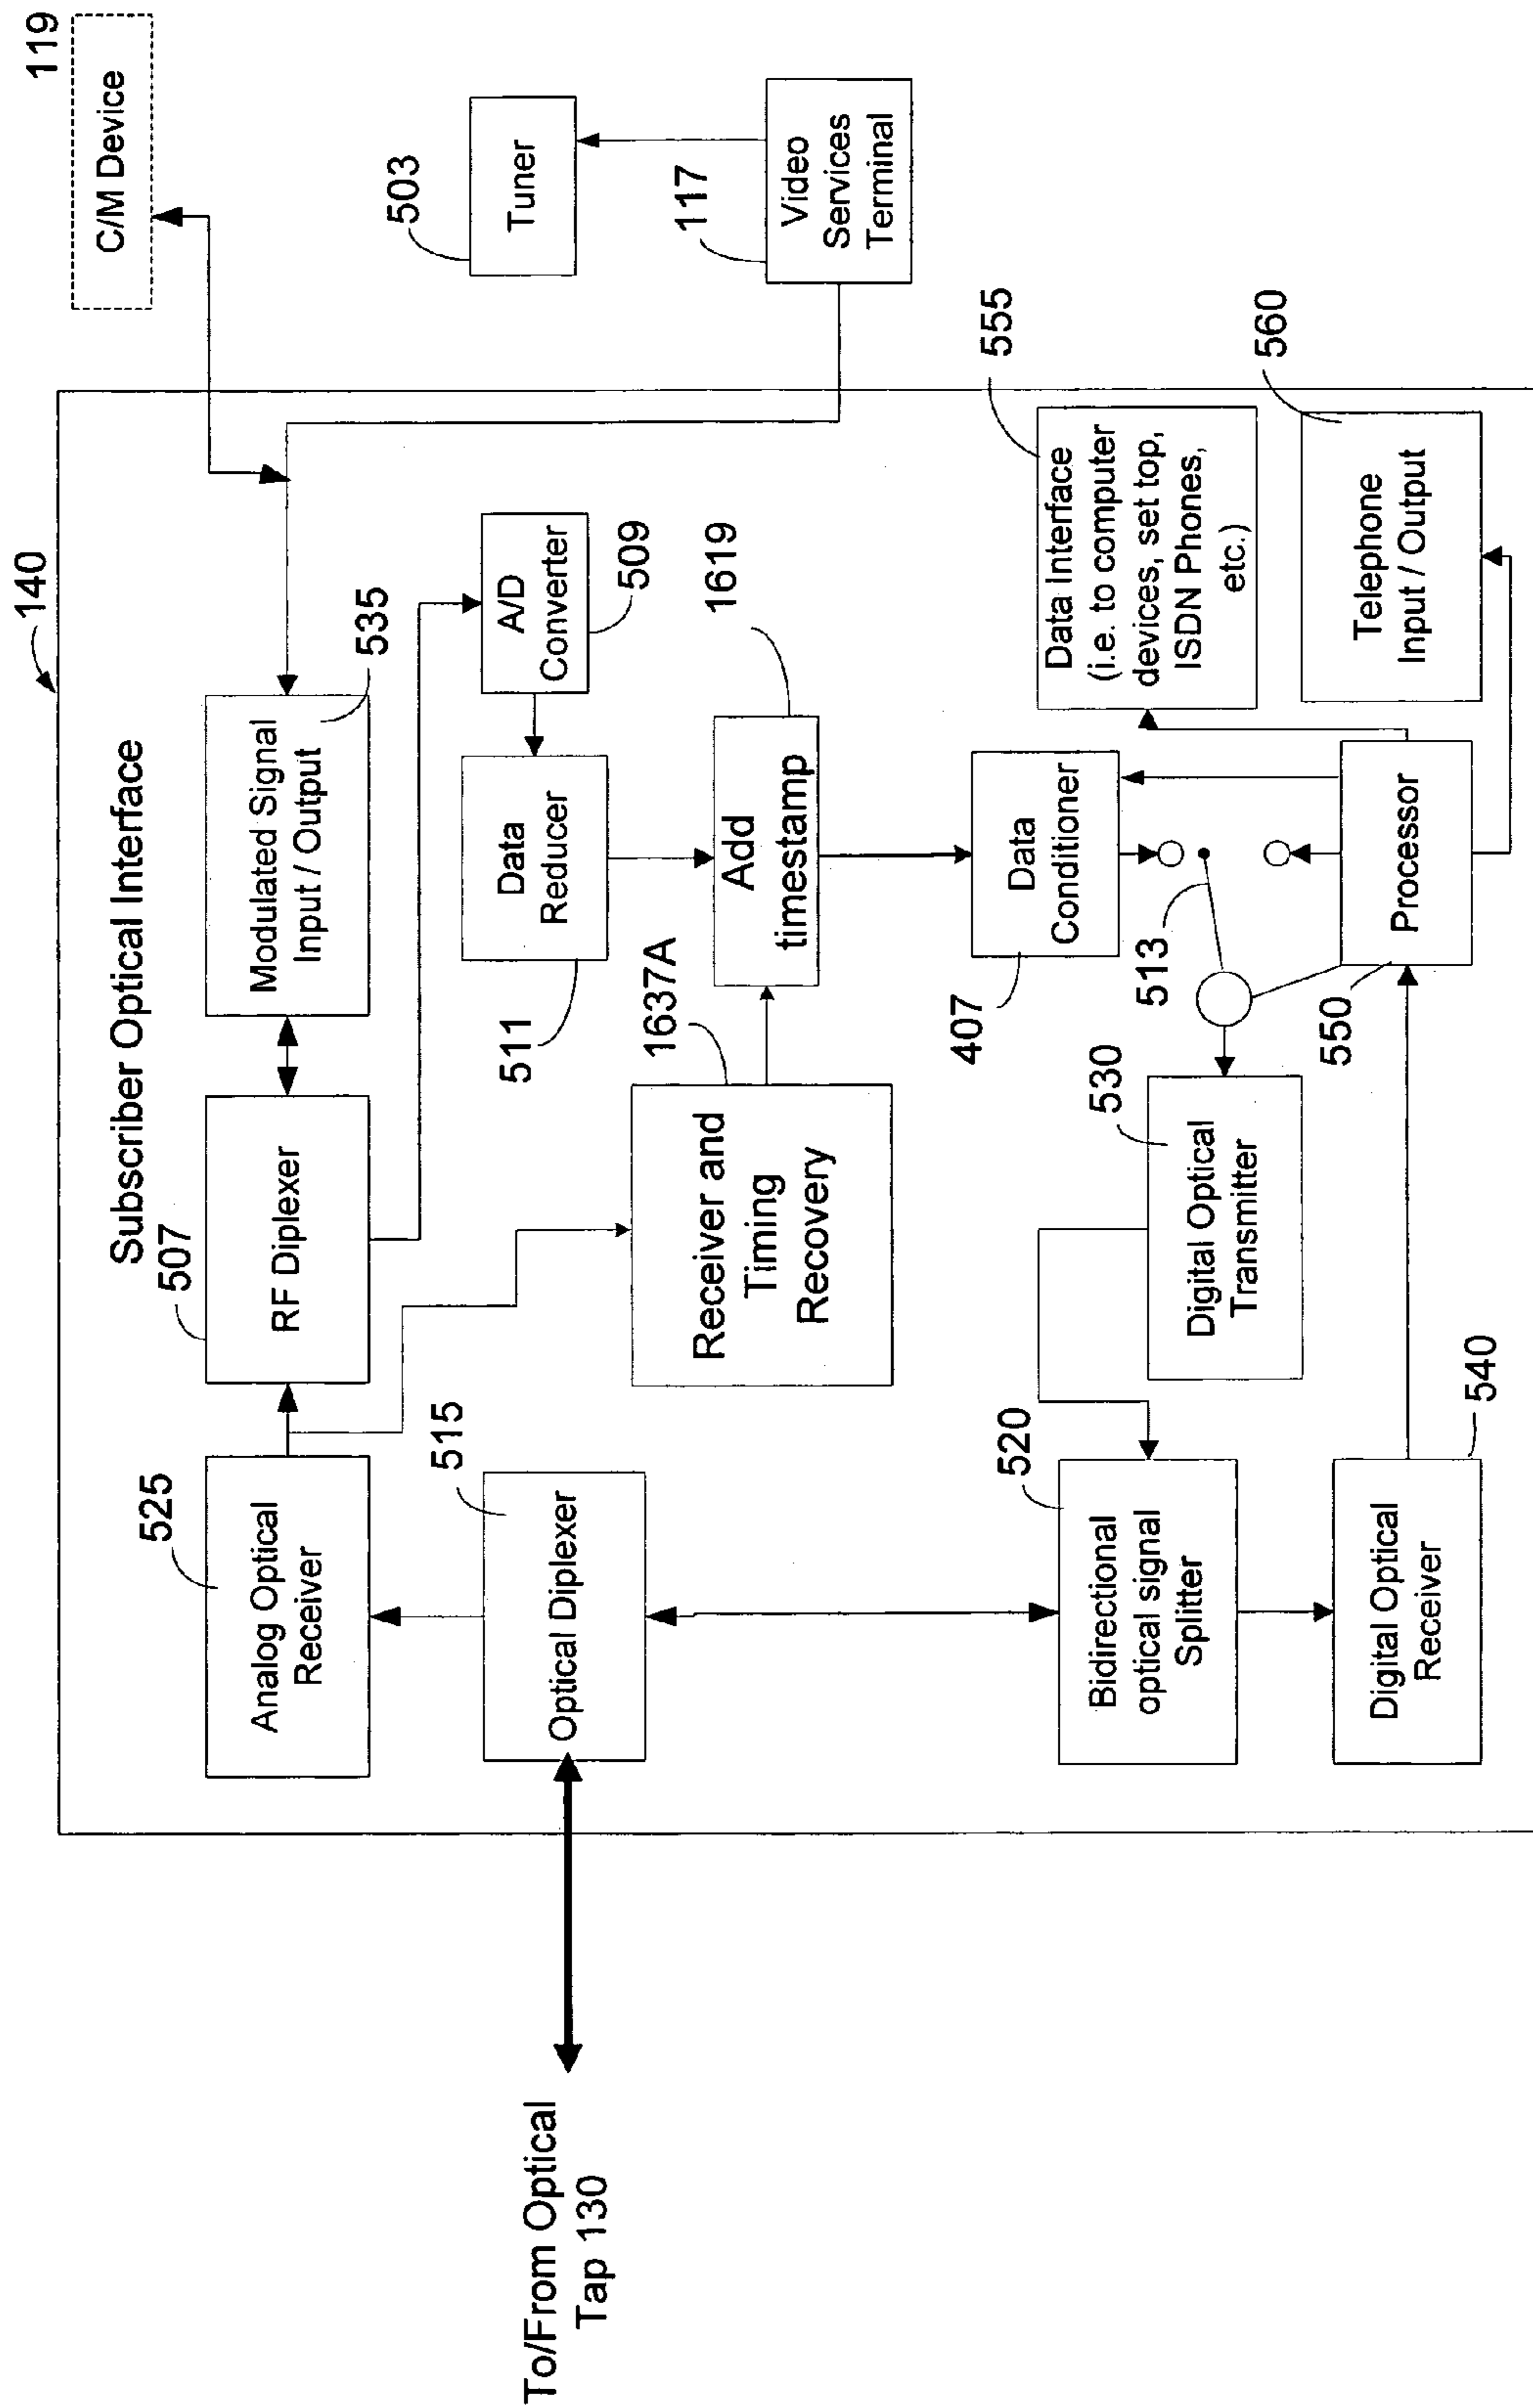 140
119
C/M Device
Subscriber Optical Interface
525
Analog Optical
Receiver
507
RF Diplexer
Modulated Signal
Input / Output
535
503
Tuner
117
Video
Services
Terminal
515
Optical Diplexer
To/From Optical
Tap 130
A/D
Converter
509
Data
Reducer
511
1637A
Receiver and
Timing
Recovery
Add
timestamp
1619
Data
Conditioner
407
555
Data Interface
(i.e. to computer
devices, set top,
ISDN Phones,
etc.)
520
Bidirectional
optical signal
Splitter
530
Digital Optical
Transmitter
513
560
Telephone
Input / Output
Digital Optical
Receiver
540
550
Processor